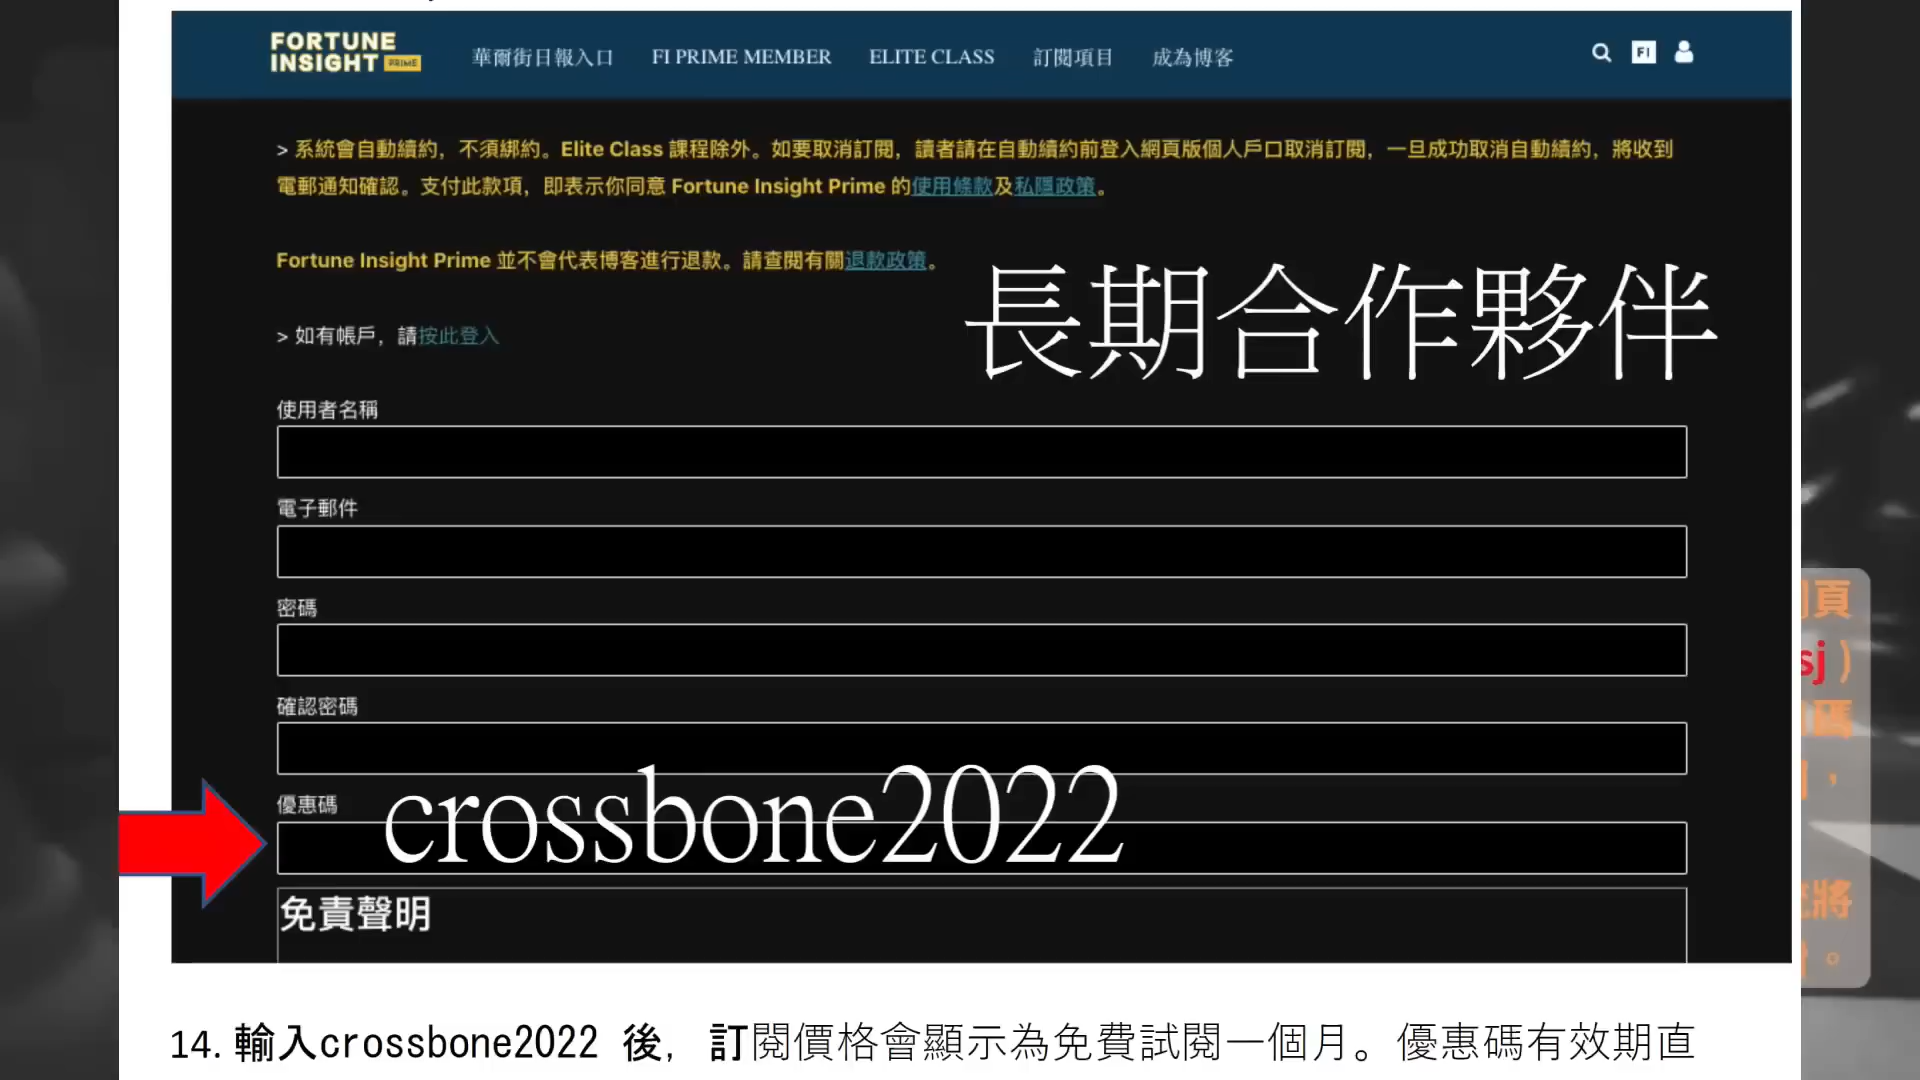 FORTUNE
INSIGHT PRIME
華爾街日報入口 FI PRIME MEMBER ELITE CLASS 訂閱項目 成為博客 FI
> 系統會自動續約，不須綁約。Elite Class 課程除外。如要取消訂閱，讀者請在自動續約前登入網頁版個人戶口取消訂閱，一旦成功取消自動續約，將收到
電郵通知確認。支付此款項，即表示你同意 Fortune Insight Prime 的使用條款及私隱政策。
Fortune Insight Prime 並不會代表博客進行退款。請查閱有關退款政策。
長期合作夥伴
> 如有帳戶，請按此登入
使用者名稱
電子郵件
密碼
確認密碼
優惠碼
crossbone2022
免責聲明
頁
sj )
碼
，
將
。
14. 輸入crossbone2022 後，訂閱價格會顯示為免費試閱一個月。優惠碼有效期直